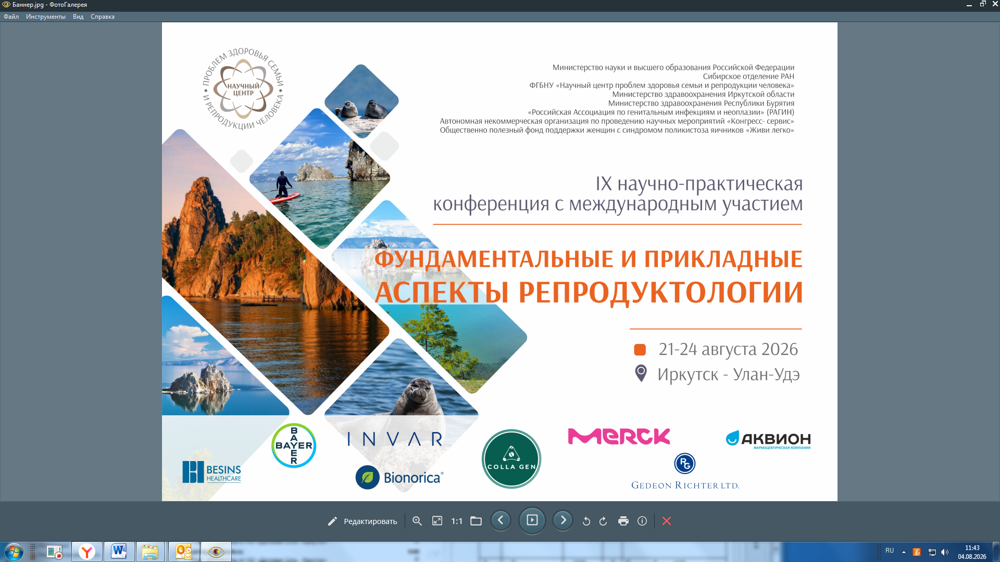 Баннер.jpg - ФотоГалерея
Файл Инструменты Вид Справка
ПРОБЛЕМ ЗДОРОВЬЯ СЕМЬИ
И РЕПРОДУКЦИИ ЧЕЛОВЕКА
НАУЧНЫЙ
ЦЕНТР
Министерство науки и высшего образования Российской Федерации
Сибирское отделение РАН
ФГБНУ «Научный центр проблем здоровья семьи и репродукции человека»
Министерство здравоохранения Иркутской области
Министерство здравоохранения Республики Бурятия
«Российская Ассоциация по генитальным инфекциям и неоплазии» (РАГИН)
Автономная некоммерческая организация по проведению научных мероприятий «Конгресс- сервис»
Общественно полезный фонд поддержки женщин с синдромом поликистоза яичников «Живи легко»
IX научно-практическая
конференция с международным участием
ФУНДАМЕНТАЛЬНЫЕ И ПРИКЛАДНЫЕ
АСПЕКТЫ РЕПРОДУКТОЛОГИИ
21-24 августа 2026
Иркутск - Улан-Удэ
BESINS
HEALTHCARE
BAYER
BAYER
INVAR
Bionorica®
COLLA GEN
MERCK
RG
GEDEON RICHTER LTD.
АКВИОН
ФАРМАЦЕВТИЧЕСКАЯ КОМПАНИЯ
Редактировать
1:1
RU
11:43
04.08.2026